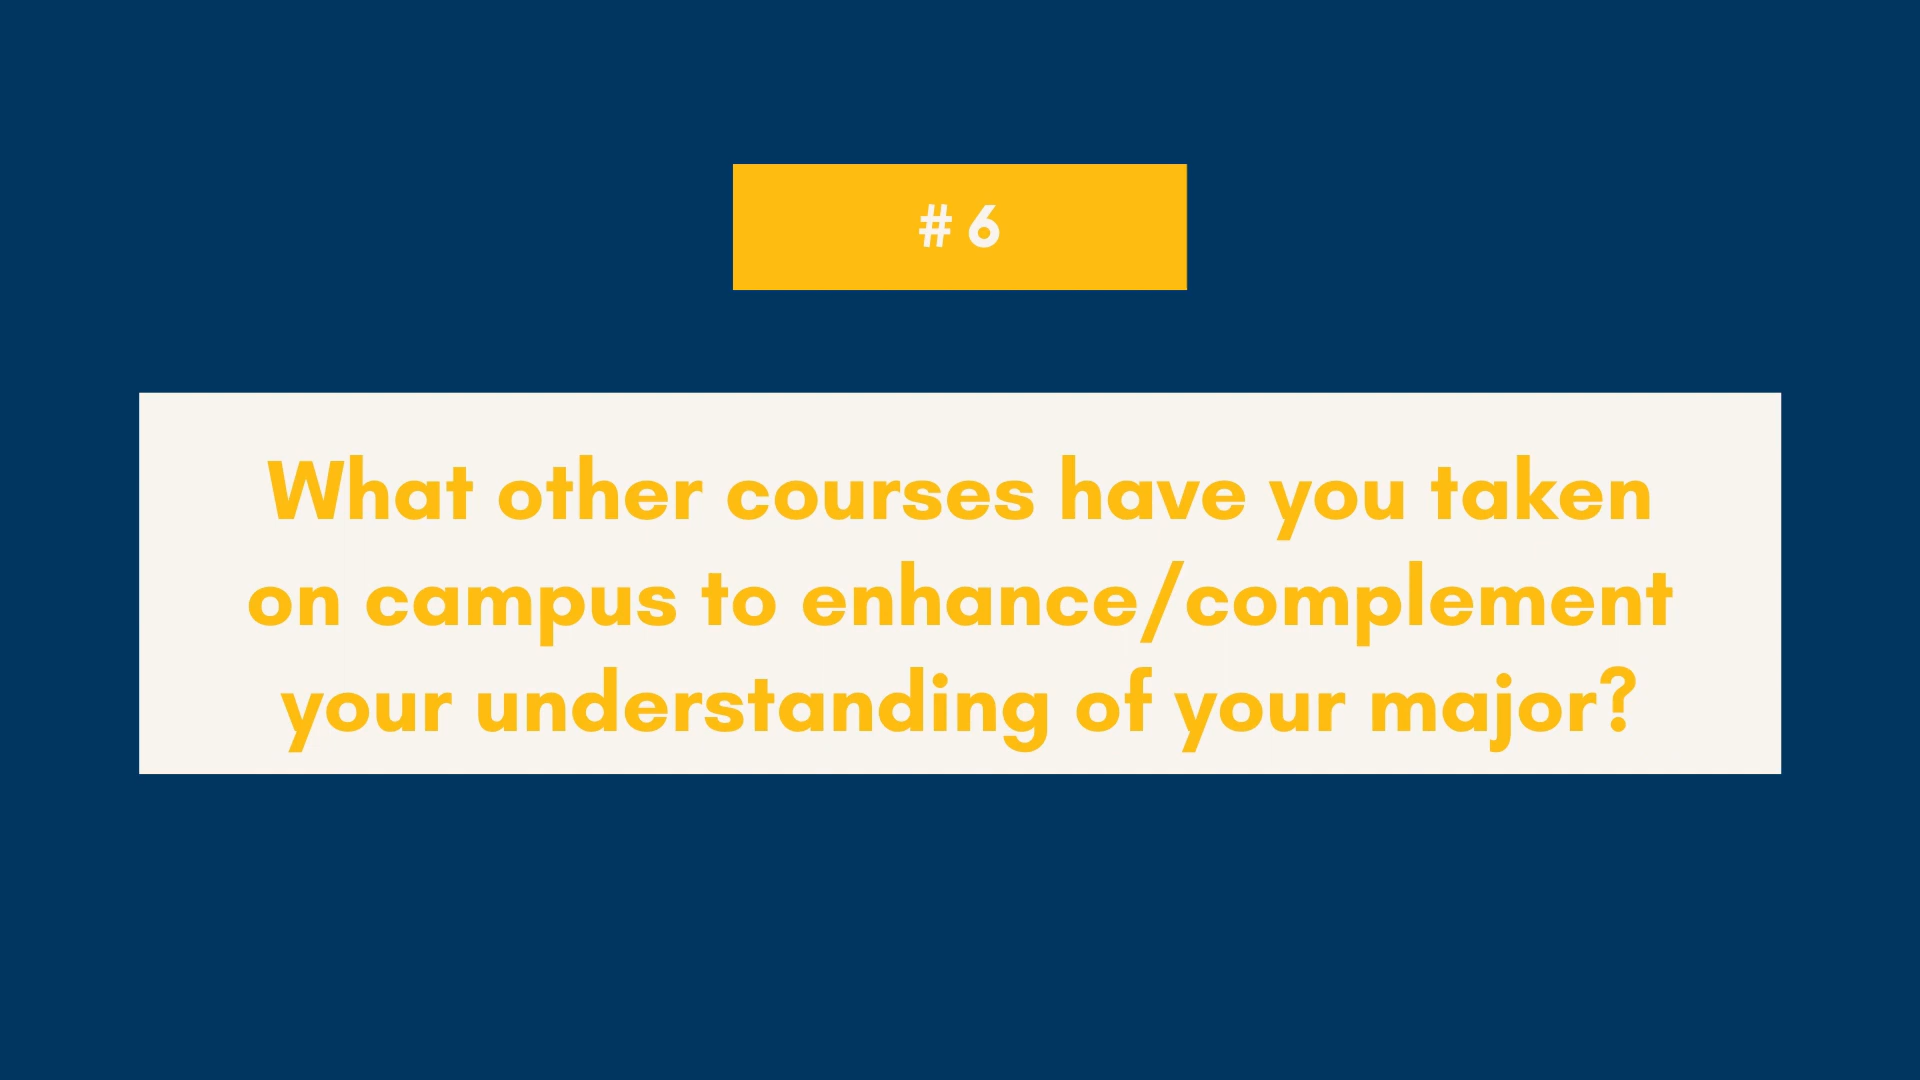 # 6
What other courses have you taken
on campus to enhance/complement
your understanding of your major?